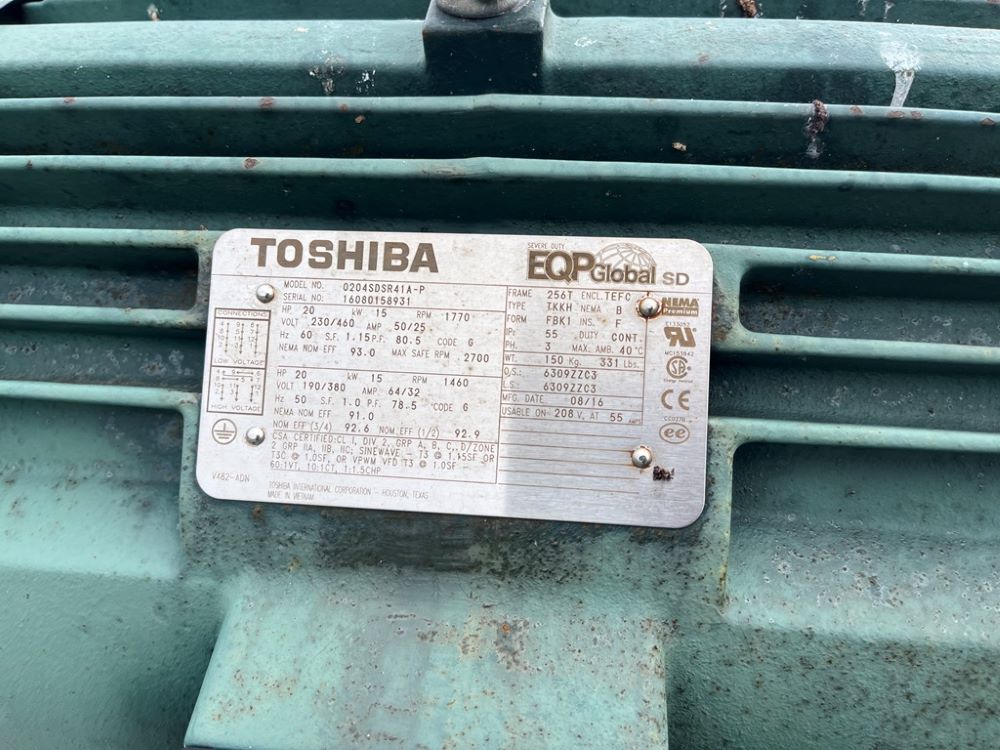 TOSHIBA
SEVERE DUTY
EQP Global SD
MODEL NO. 0204SDSR41A-P
SERIAL NO: 16080158931
HP 20 kW 15 RPM 1770
VOLT 230/460 AMP 50/25
Hz 60 S.F. 1.15 P.F. 80.5 CODE G
NEMA NOM EFF 93.0 MAX SAFE RPM 2700
HP 20 kW 15 RPM 1460
VOLT 190/380 AMP 64/32
Hz 50 S.F. 1.0 P.F. 78.5 CODE G
NEMA NOM EFF 91.0
NOM EFF (3/4) 92.6 NOM EFF (1/2) 92.9
CSA CERTIFIED:CL I, DIV 2, GRP A, B, C, D/ZONE
2 GRP IIA, IIB, IIC; SINEWAVE - T3 @ 1.15SF OR
T3C @ 1.0SF, OR VPWM VFD T3 @ 1.0SF
60:1VT, 10:1CT, 1:1.5CHP
CONNECTIONS
LOW VOLTAGE
HIGH VOLTAGE
FRAME 256T ENCL. TEFC
TYPE TKKH NEMA B
FORM FBK1 INS. F
IP: 55 DUTY CONT.
PH. 3 MAX. AMB. 40°C
WT. 150 Kg. 331 Lbs.
O/S: 6309ZZC3
L.S: 6309ZZC3
MFG. DATE 08/16
USABLE ON 208 V. AT 55 AMPS
NEMA
Premium
MC151842
Energy Verified
CE
CC027B
ee
V482-ADN
TOSHIBA INTERNATIONAL CORPORATION - HOUSTON, TEXAS
MADE IN VIETNAM